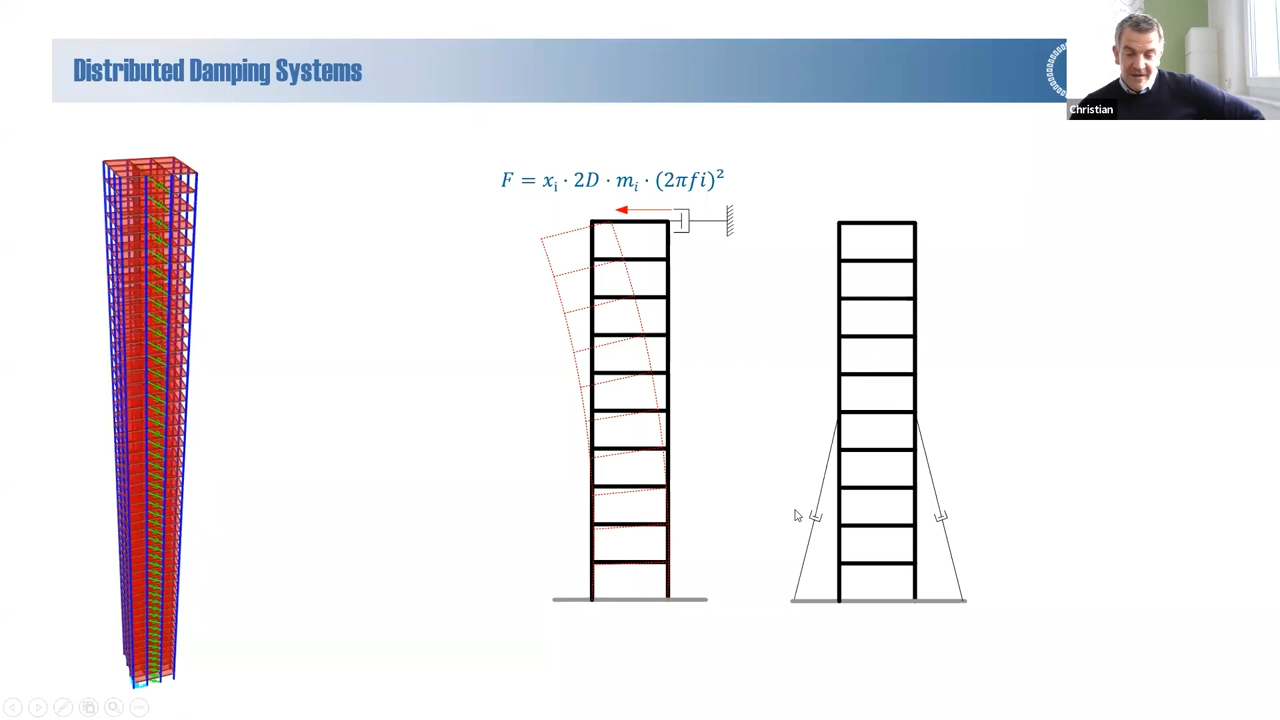 Distributed Damping Systems
Christian
F = xᵢ · 2D · mᵢ · (2πfi)²